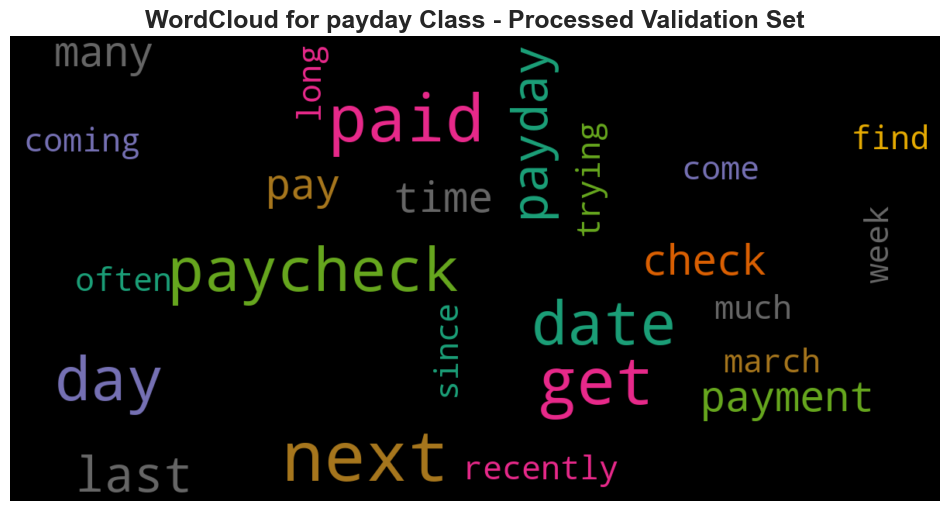 WordCloud for payday Class - Processed Validation Set
many
long
paid
payday
coming
trying
find
come
pay
time
week
often
paycheck
check
since
date
much
day
get
march
payment
last
next
recently